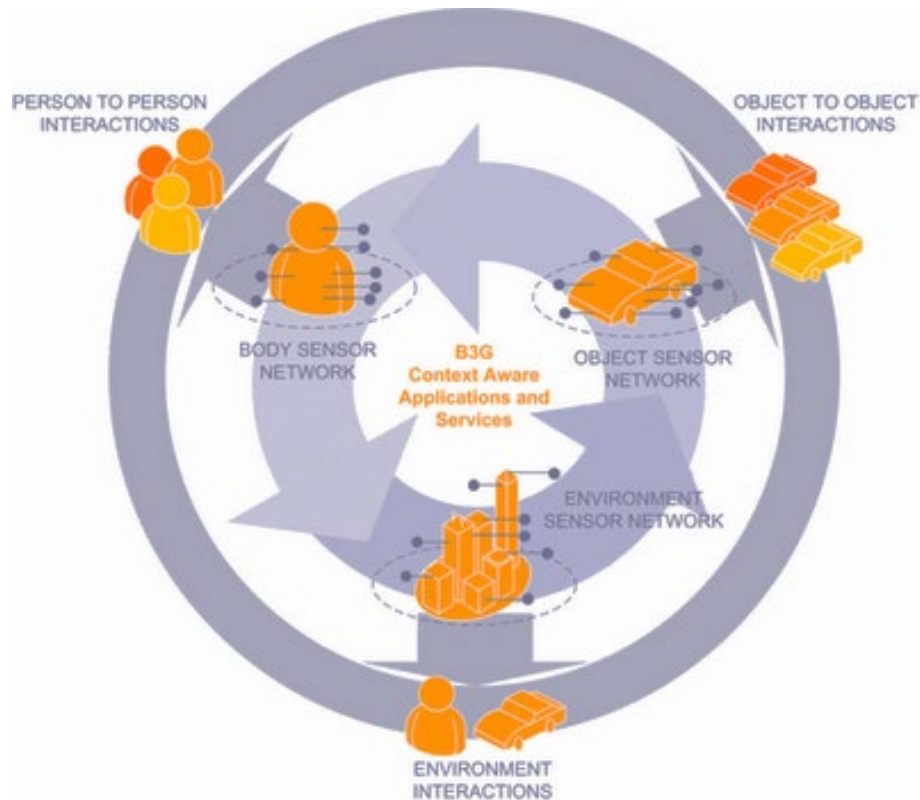 PERSON TO PERSON
INTERACTIONS
OBJECT TO OBJECT
INTERACTIONS
BODY SENSOR
NETWORK
B3G
Context Aware
Applications and
Services
OBJECT SENSOR
NETWORK
ENVIRONMENT
SENSOR NETWORK
ENVIRONMENT
INTERACTIONS